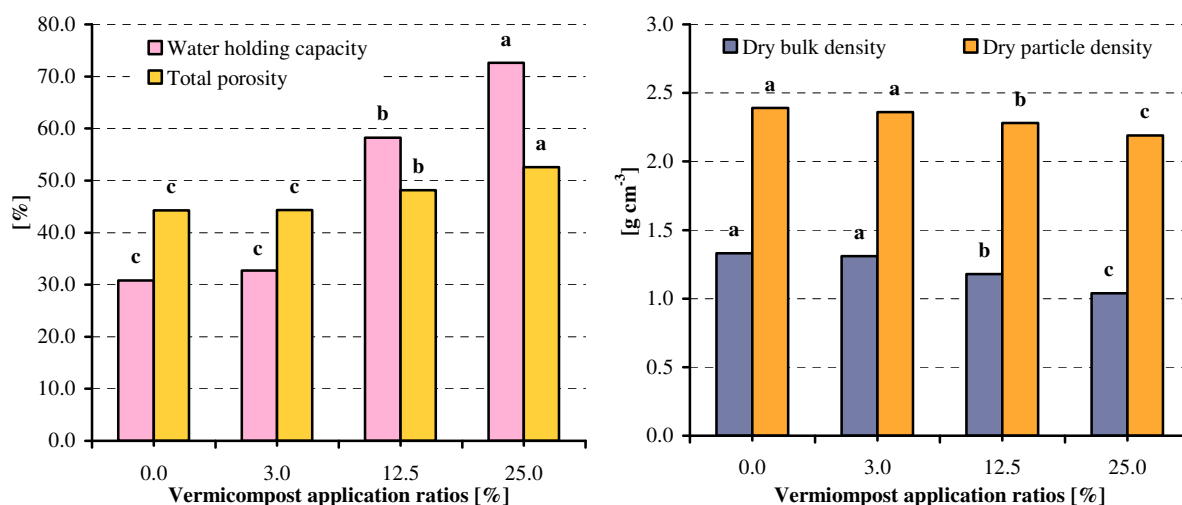 80.0
70.0
60.0
50.0
40.0
30.0
20.0
10.0
0.0
[%]
Water holding capacity
Total porosity
c
c
c
c
b
b
a
a
0.0 3.0 12.5 25.0
Vermicompost application ratios [%]
3.0
2.5
2.0
1.5
1.0
0.5
0.0
[g cm⁻³]
Dry bulk density Dry particle density
a
a
a
a
b
b
c
c
0.0 3.0 12.5 25.0
Vermiompost application ratios [%]